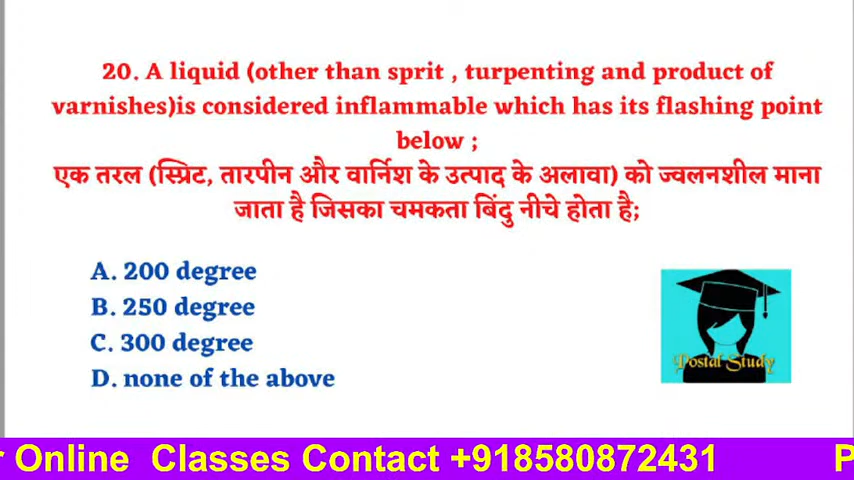 20. A liquid (other than sprit , turpenting and product of
varnishes)is considered inflammable which has its flashing point
below ;
एक तरल (स्प्रिट, तारपीन और वार्निश के उत्पाद के अलावा) को ज्वलनशील माना
जाता है जिसका चमकता बिंदु नीचे होता है;
A. 200 degree
B. 250 degree
C. 300 degree
D. none of the above
Postal Study
r Online Classes Contact +918580872431 P